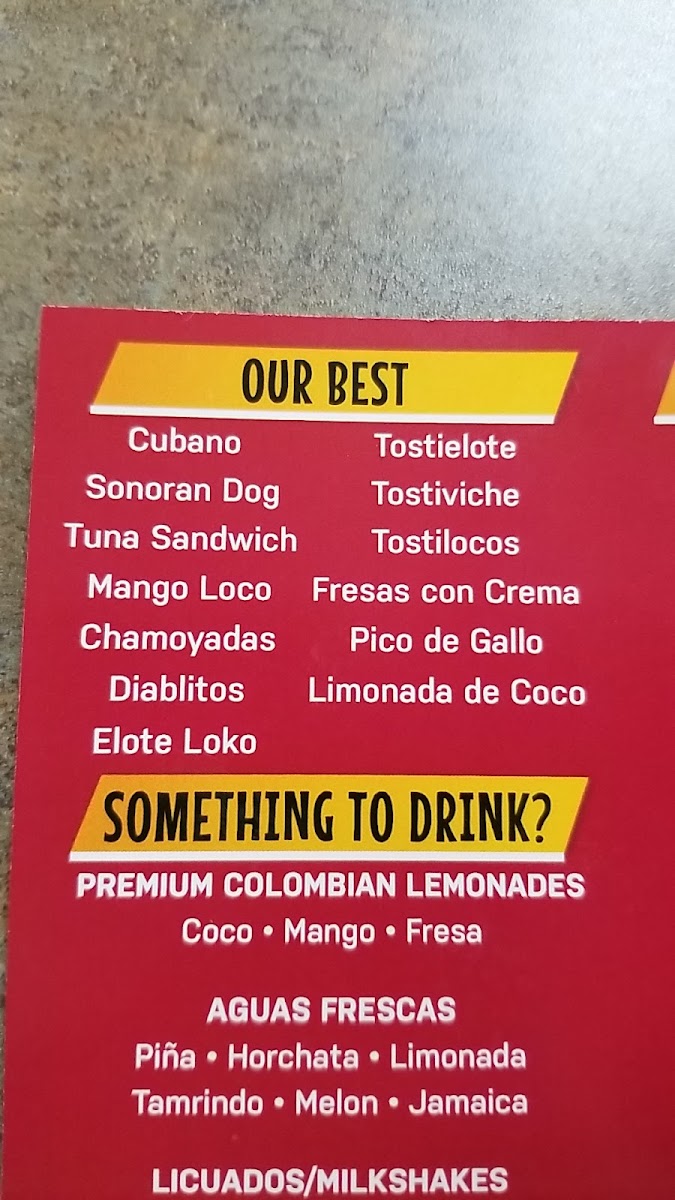 OUR BEST
Cubano
Sonoran Dog
Tuna Sandwich
Mango Loco
Chamoyadas
Diablitos
Elote Loko
Tostielote
Tostiviche
Tostilocos
Fresas con Crema
Pico de Gallo
Limonada de Coco
SOMETHING TO DRINK?
PREMIUM COLOMBIAN LEMONADES
Coco • Mango • Fresa
AGUAS FRESCAS
Piña • Horchata • Limonada
Tamrindo • Melon • Jamaica
LICUADOS/MILKSHAKES